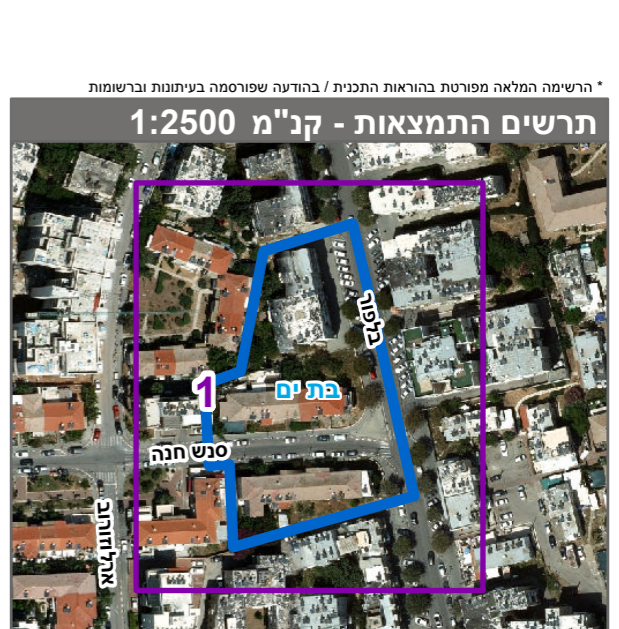 * הרשימה המלאה מפורטת בהוראות התכנית / בהודעה שפורסמה בעיתונות וברשומות
תרשים התמצאות - קנ"מ 1:2500
בלפור
1
בת ים
סנש חנה
ארלוזורוב